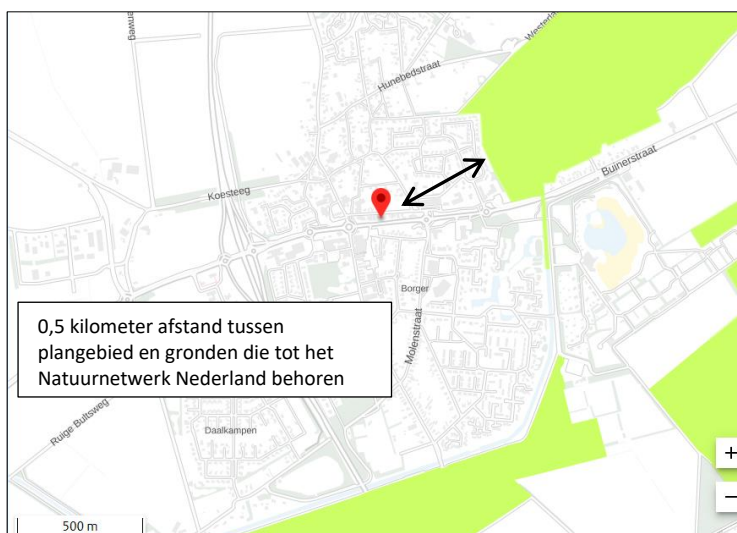 Hunebedstraat
Buinerstraat
Koesteeg
Borger
Molenstraat
0,5 kilometer afstand tussen
plangebied en gronden die tot het
Natuurnetwerk Nederland behoren
Ruige Bultsweg
Daalkampen
+
−
500 m